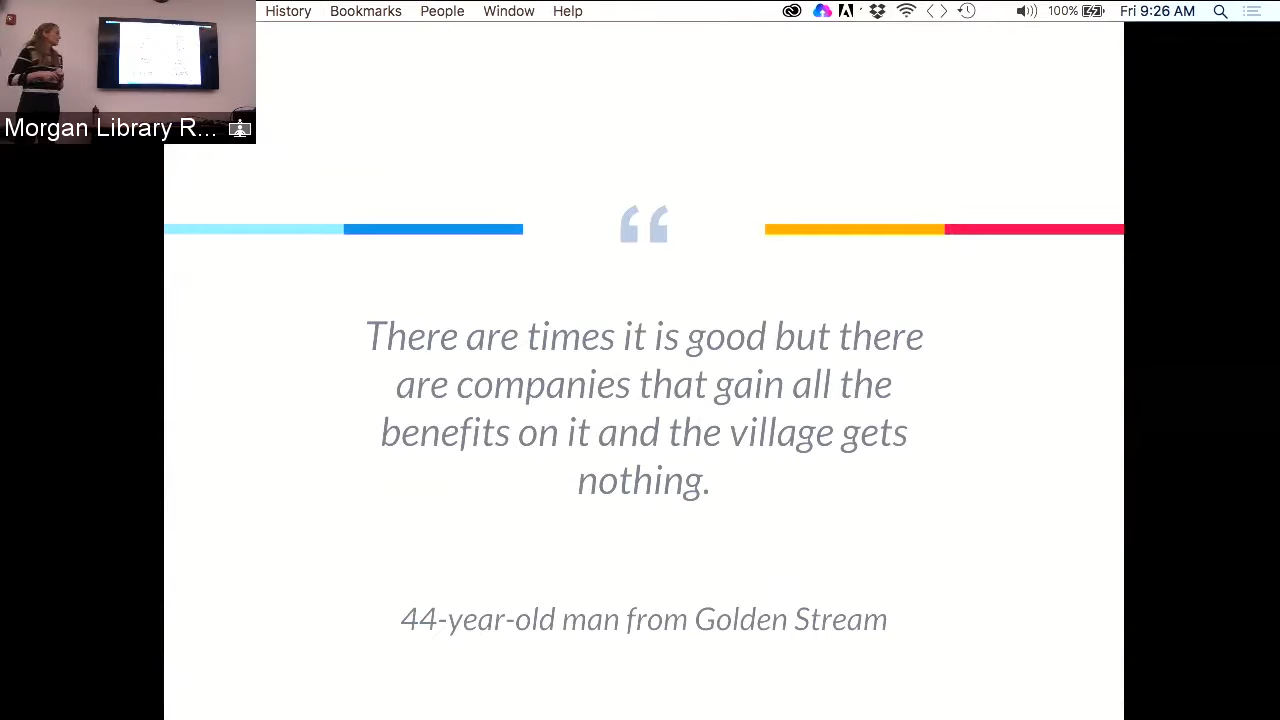 History Bookmarks People Window Help 100% Fri 9:26 AM
Morgan Library R...
“
There are times it is good but there
are companies that gain all the
benefits on it and the village gets
nothing.
44-year-old man from Golden Stream